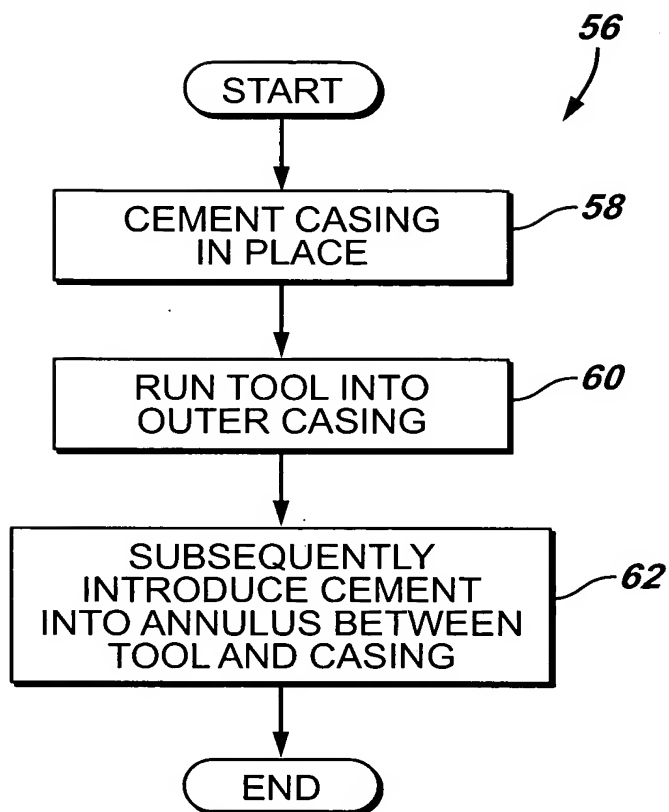 56
START
CEMENT CASING
IN PLACE
58
RUN TOOL INTO
OUTER CASING
60
SUBSEQUENTLY
INTRODUCE CEMENT
INTO ANNULUS BETWEEN
TOOL AND CASING
62
END